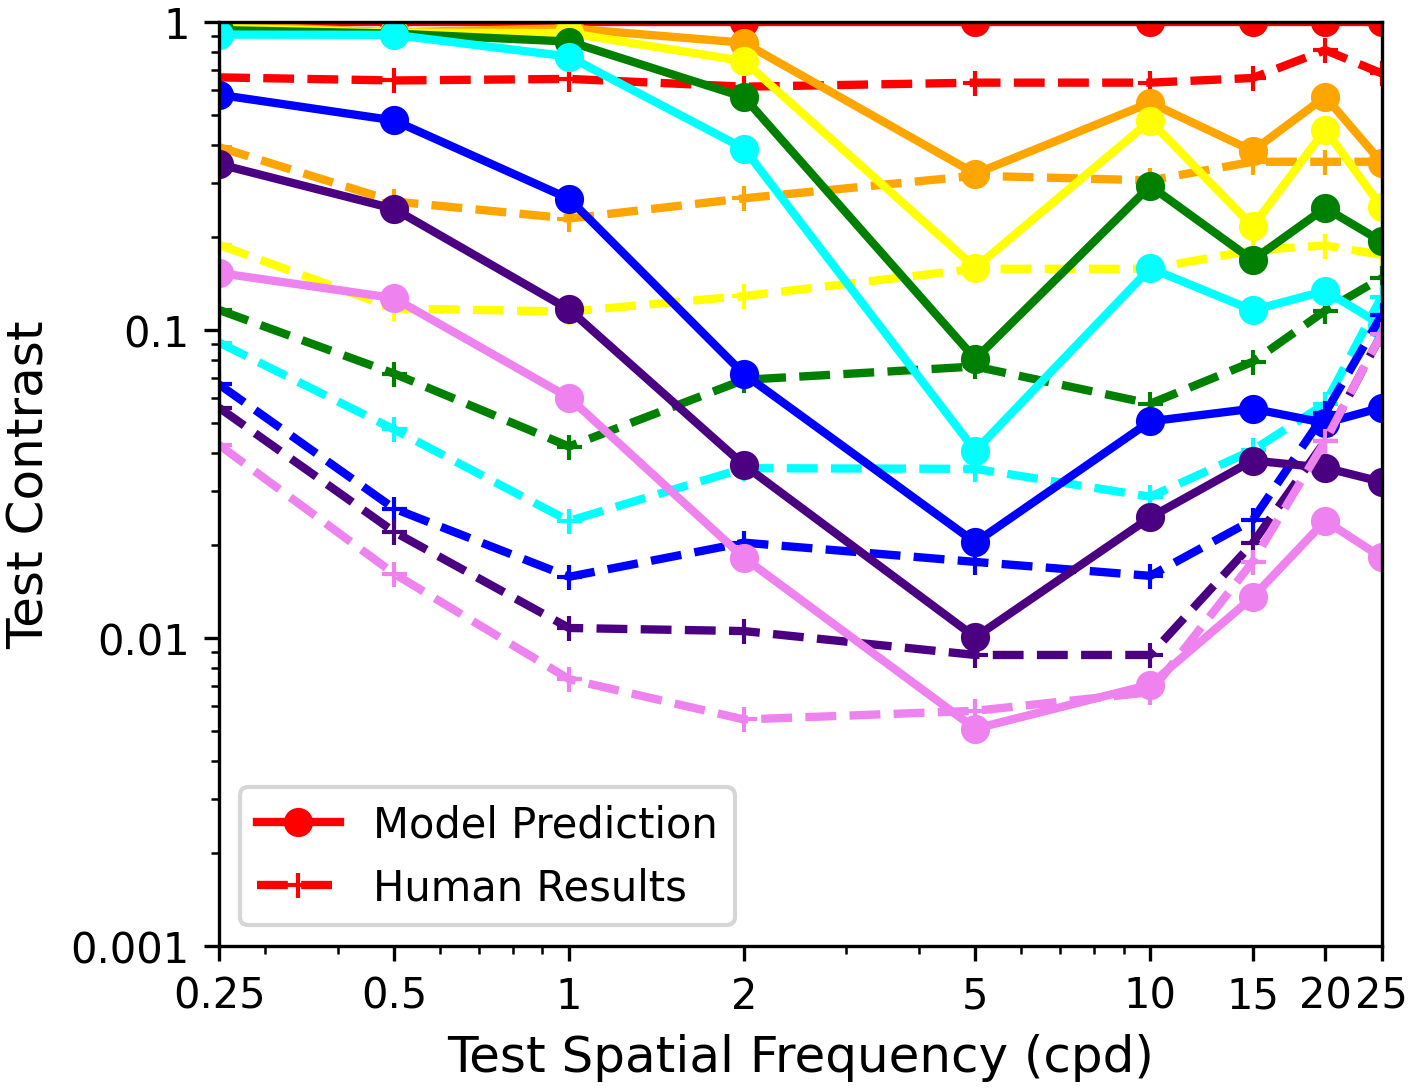 1
0.1
0.01
0.001
Test Contrast
Model Prediction
Human Results
0.25 0.5 1 2 5 10 15 20 25
Test Spatial Frequency (cpd)